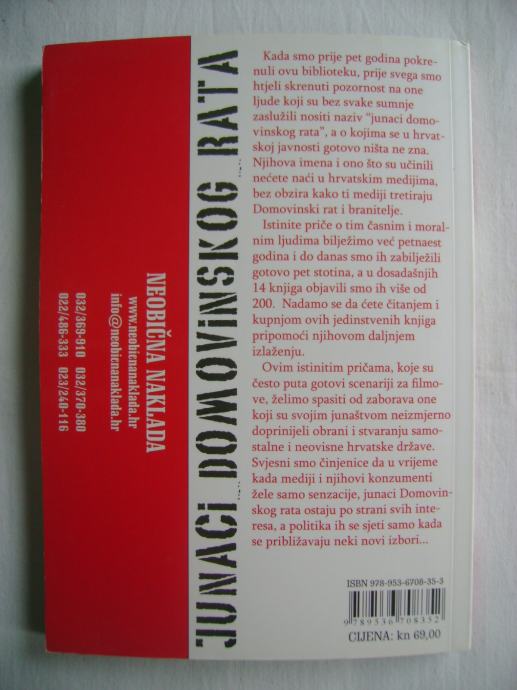 Kada smo prije pet godina pokre-
nuli ovu biblioteku, prije svega smo
htjeli skrenuti pozornost na one
ljude koji su bez svake sumnje
zaslužili nositi naziv "junaci domo-
vinskog rata", a o kojima se u hrvat-
skoj javnosti gotovo ništa ne zna.
Njihova imena i ono što su učinili
nećete naći u hrvatskim medijima,
bez obzira kako ti mediji tretiraju
Domovinski rat i branitelje.
Istinite priče o tim časnim i moral-
nim ljudima bilježimo već petnaest
godina i do danas smo ih zabilježili
gotovo pet stotina, a u dosadašnjih
14 knjiga objavili smo ih više od
200. Nadamo se da ćete čitanjem i
kupnjom ovih jedinstvenih knjiga
pripomoći njihovom daljnjem
izlaženju.
Ovim istinitim pričama, koje su
često puta gotovi scenariji za filmo-
ve, želimo spasiti od zaborava one
koji su svojim junaštvom neizmjerno
doprinijeli obrani i stvaranju samo-
stalne i neovisne hrvatske države.
Svjesni smo činjenice da u vrijeme
kada mediji i njihovi konzumenti
žele samo senzacije, junaci Domovin-
skog rata ostaju po strani svih inte-
resa, a politika ih se sjeti samo kada
se približavaju neki novi izbori...
JUNACI DOMOVINSKOG RATA
NEOBIČNA NAKLADA
www.neobicnanaklada.hr
info@neobicnanaklada.hr
032/369-910 032/370-380
022/486-333 023/240-116
ISBN 978-953-6708-35-3
9 789536 708352
CIJENA: kn 69,00